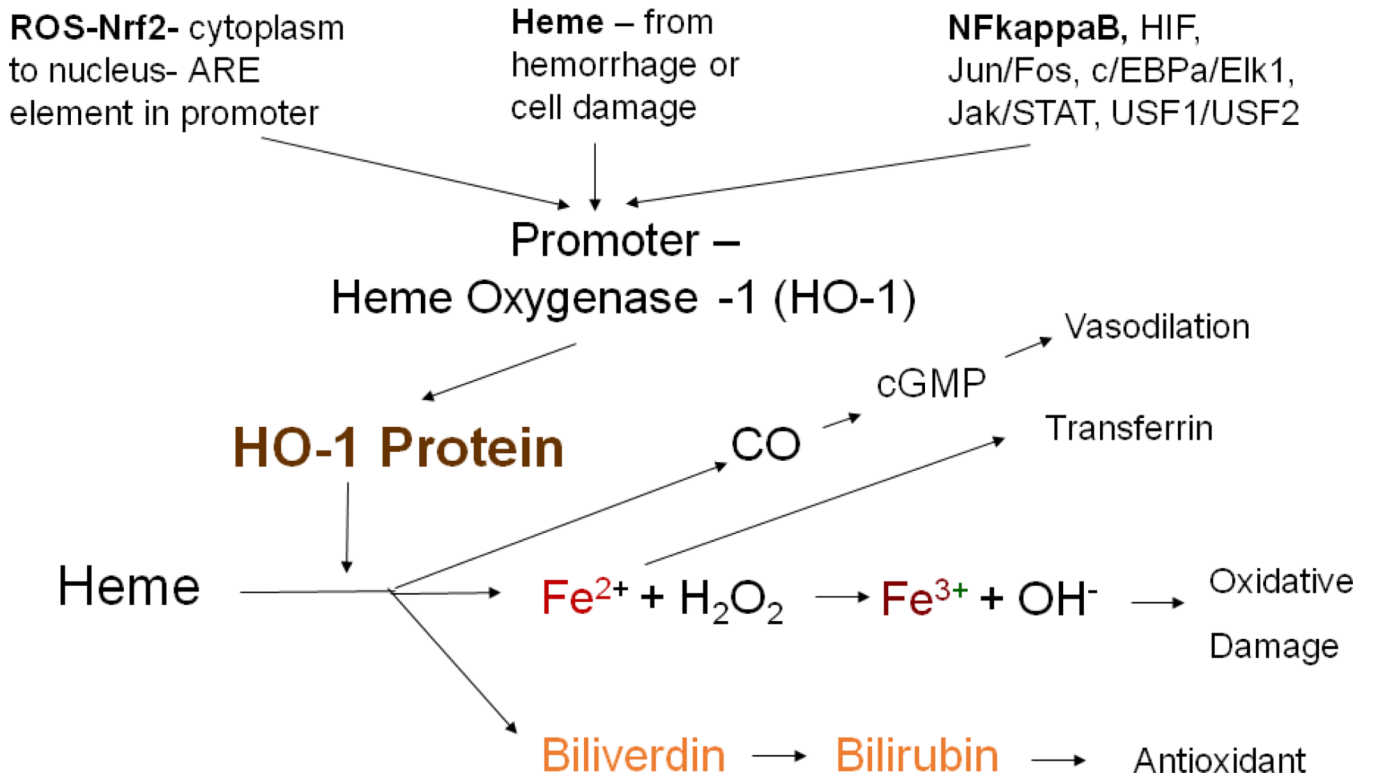 ROS-Nrf2- cytoplasm
to nucleus- ARE
element in promoter
Heme – from
hemorrhage or
cell damage
NFkappaB, HIF,
Jun/Fos, c/EBPa/Elk1,
Jak/STAT, USF1/USF2
Promoter –
Heme Oxygenase -1 (HO-1)
Vasodilation
cGMP
Transferrin
HO-1 Protein
CO
Heme
Fe²⁺ + H₂O₂
Fe³⁺ + OH⁻
Oxidative
Damage
Biliverdin
Bilirubin
Antioxidant